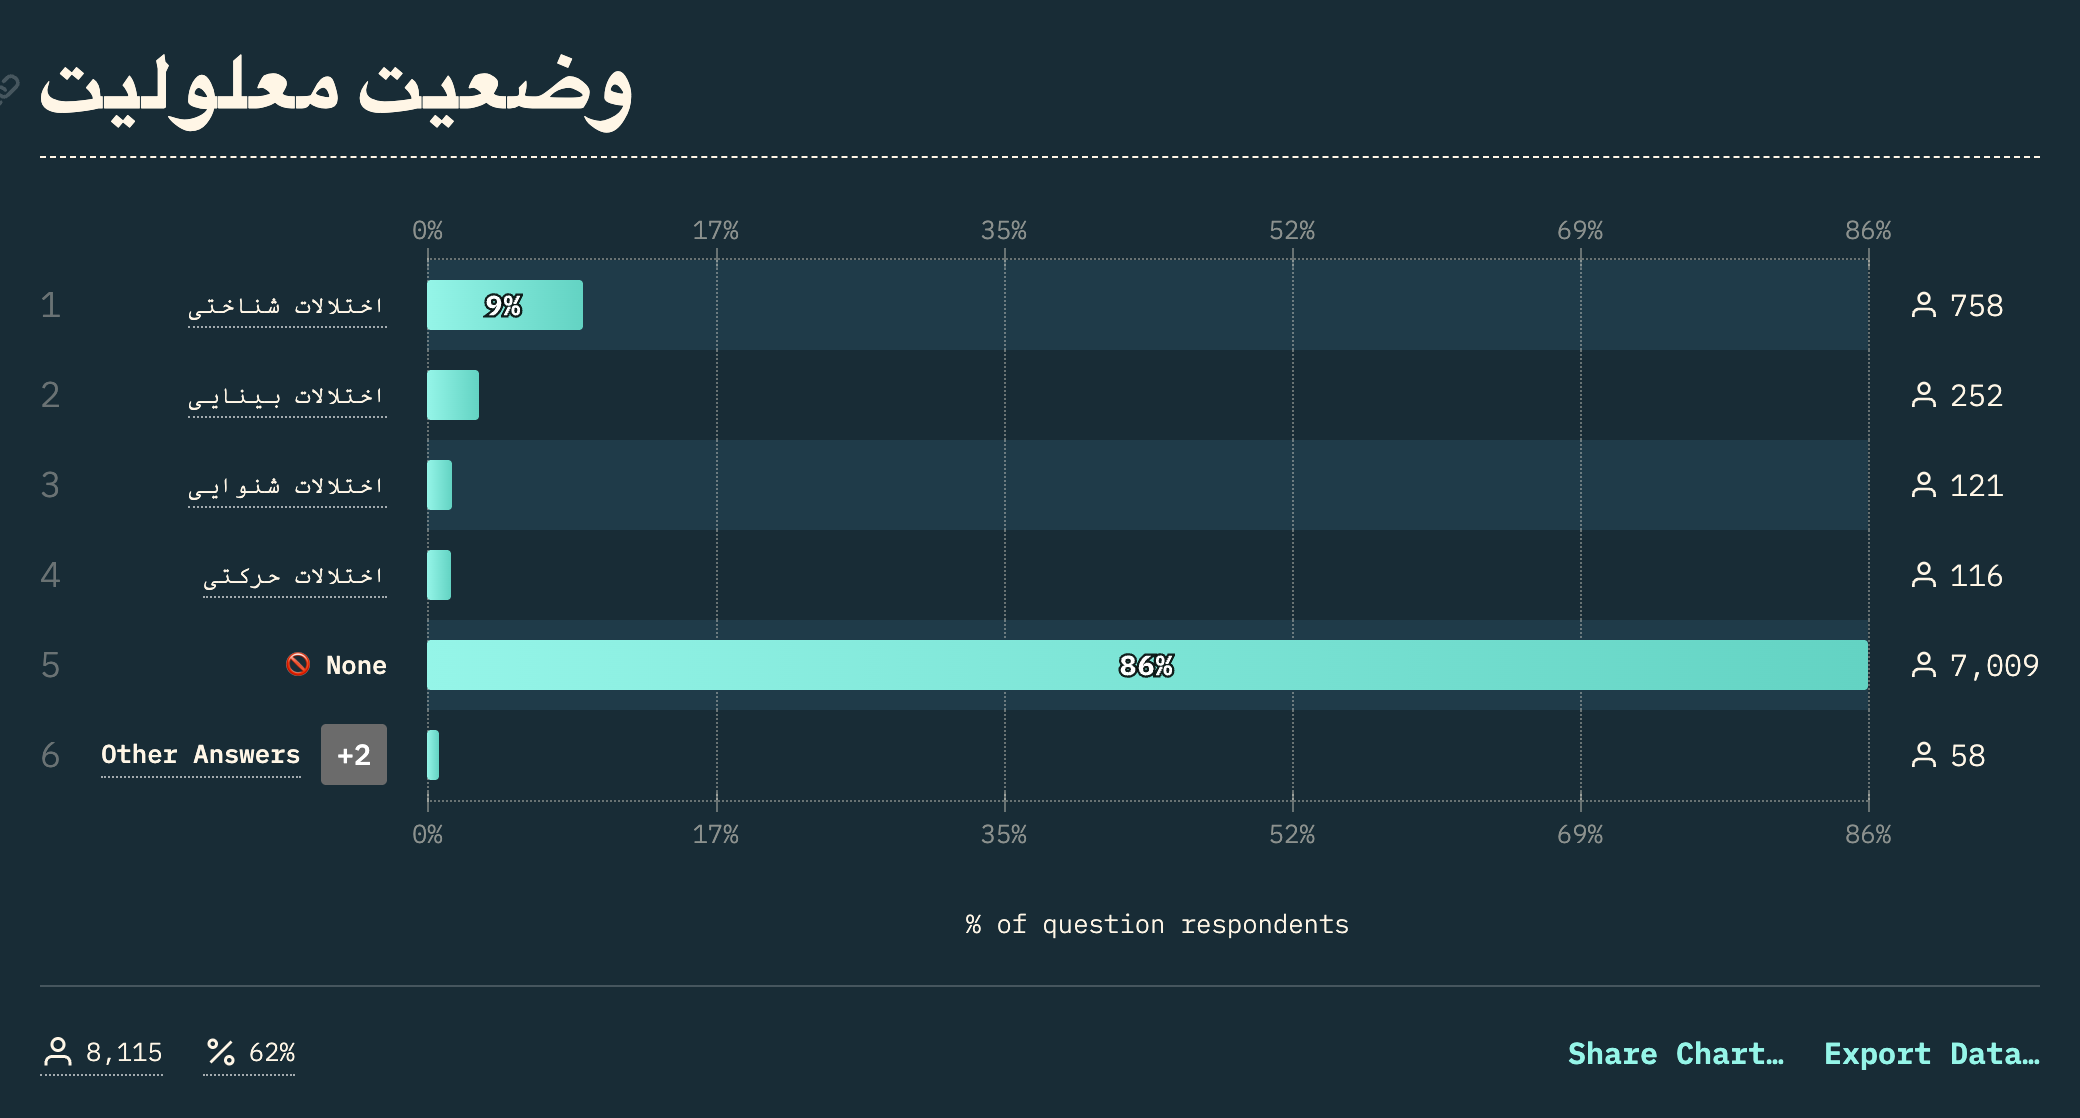 وضعیت معلولیت
0% 17% 35% 52% 69% 86%
1 اختلالات شناختی 9% 758
2 اختلالات بینایی 252
3 اختلالات شنوایی 121
4 اختلالات حرکتی 116
5 🚫 None 86% 7,009
6 Other Answers +2 58
0% 17% 35% 52% 69% 86%
% of question respondents
8,115 62% Share Chart… Export Data…